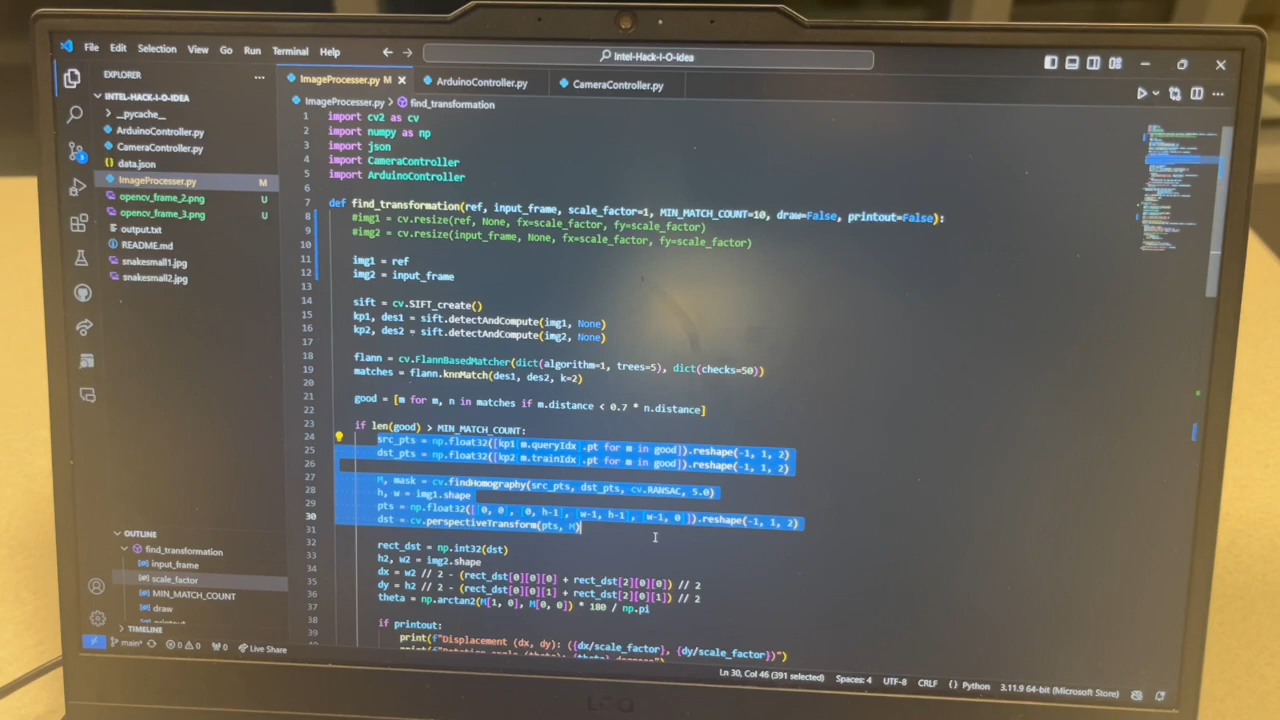 File Edit Selection View Go Run Terminal Help
Intel-Hack-I-O-idea
EXPLORER
INTEL-HACK-I-O-IDEA
__pycache__
ArduinoController.py
CameraController.py
data.json
ImageProcesser.py M
opencv_frame_2.png U
opencv_frame_3.png U
output.txt
README.md
snakesmall1.jpg
snakesmall2.jpg
OUTLINE
find_transformation
input_frame
scale_factor
MIN_MATCH_COUNT
draw
printout
TIMELINE
ImageProcesser.py M
ArduinoController.py
CameraController.py
ImageProcesser.py > find_transformation
1 import cv2 as cv
2 import numpy as np
3 import json
4 import CameraController
5 import ArduinoController
6
7 def find_transformation(ref, input_frame, scale_factor=1, MIN_MATCH_COUNT=10, draw=False, printout=False):
8 #img1 = cv.resize(ref, None, fx=scale_factor, fy=scale_factor)
9 #img2 = cv.resize(input_frame, None, fx=scale_factor, fy=scale_factor)
10
11 img1 = ref
12 img2 = input_frame
13
14 sift = cv.SIFT_create()
15 kp1, des1 = sift.detectAndCompute(img1, None)
16 kp2, des2 = sift.detectAndCompute(img2, None)
17
18 flann = cv.FlannBasedMatcher(dict(algorithm=1, trees=5), dict(checks=50))
19 matches = flann.knnMatch(des1, des2, k=2)
20
21 good = [m for m, n in matches if m.distance < 0.7 * n.distance]
22
23 if len(good) > MIN_MATCH_COUNT:
24 src_pts = np.float32([kp1[m.queryIdx].pt for m in good]).reshape(-1, 1, 2)
25 dst_pts = np.float32([kp2[m.trainIdx].pt for m in good]).reshape(-1, 1, 2)
26
27 M, mask = cv.findHomography(src_pts, dst_pts, cv.RANSAC, 5.0)
28 h, w = img1.shape
29 pts = np.float32([[0, 0], [0, h-1], [w-1, h-1], [w-1, 0]]).reshape(-1, 1, 2)
30 dst = cv.perspectiveTransform(pts, M)
31
32 rect_dst = np.int32(dst)
33 h2, w2 = img2.shape
34 dx = w2 // 2 - (rect_dst[0][0][0] + rect_dst[2][0][0]) // 2
35 dy = h2 // 2 - (rect_dst[0][0][1] + rect_dst[2][0][1]) // 2
36 theta = np.arctan2(M[1, 0], M[0, 0]) * 180 / np.pi
37
38 if printout:
39 print(f"Displacement (dx, dy): ({dx/scale_factor}, {dy/scale_factor})")
print(f"Rotation angle (theta): {theta} degrees")
main* 0 0 0 Live Share
Ln 30, Col 46 (391 selected) Spaces: 4 UTF-8 CRLF Python 3.11.9 64-bit (Microsoft Store)
LOQ